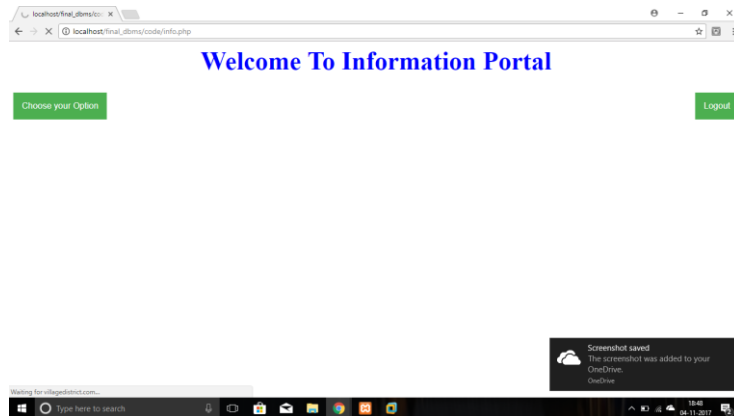 localhost/final_dbms/co
localhost/final_dbms/code/info.php
Welcome To Information Portal
Choose your Option
Logout
Screenshot saved
The screenshot was added to your
OneDrive.
OneDrive
Waiting for villagedistrict.com...
Type here to search
18:48
04-11-2017